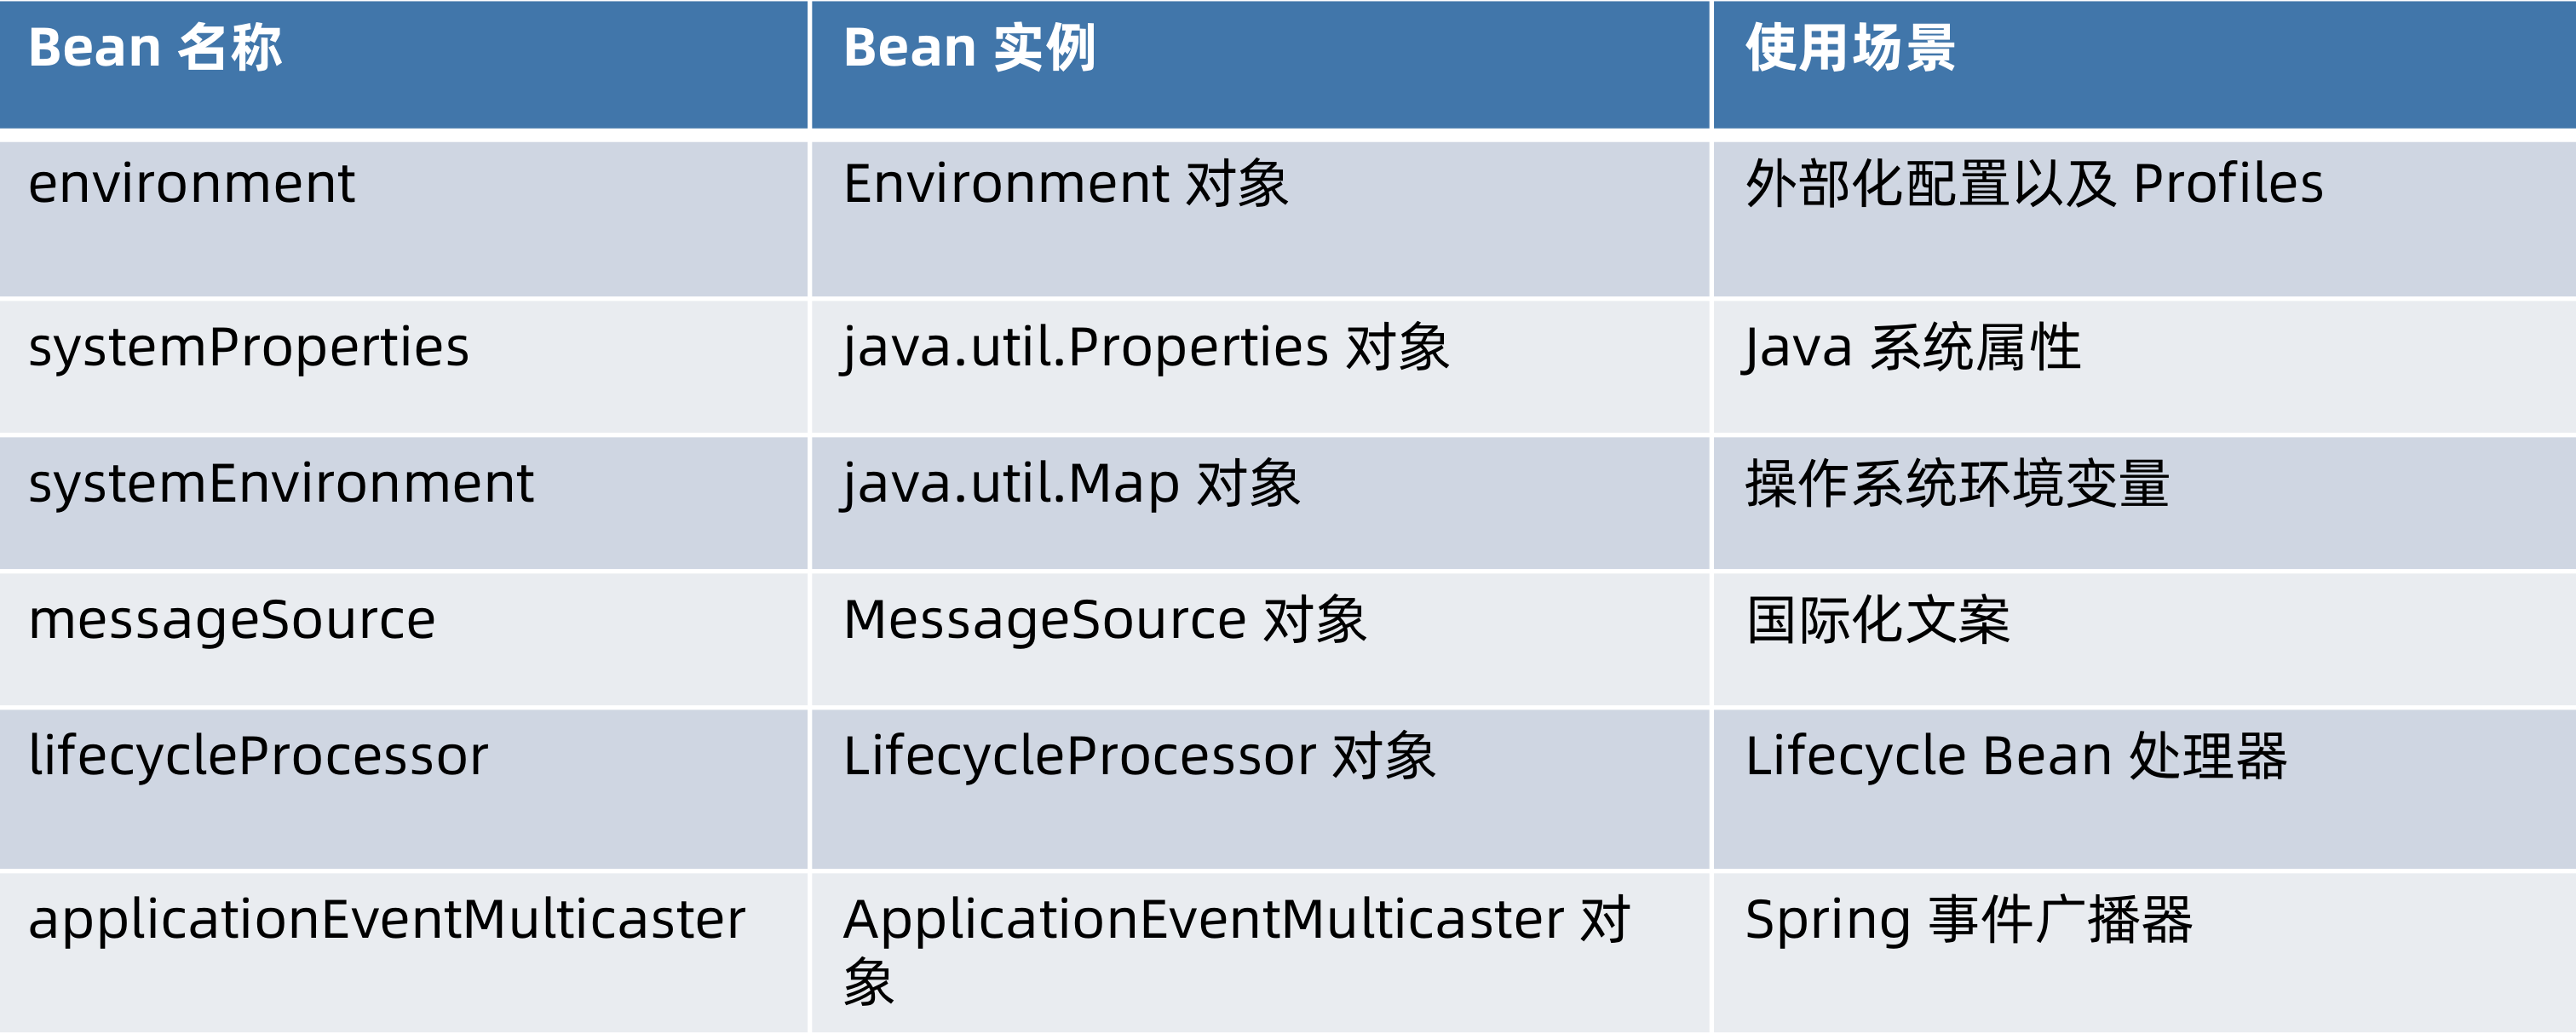 Bean 名称
Bean 实例
使用场景
environment
Environment 对象
外部化配置以及 Profiles
systemProperties
java.util.Properties 对象
Java 系统属性
systemEnvironment
java.util.Map 对象
操作系统环境变量
messageSource
MessageSource 对象
国际化文案
lifecycleProcessor
LifecycleProcessor 对象
Lifecycle Bean 处理器
applicationEventMulticaster
ApplicationEventMulticaster 对
象
Spring 事件广播器